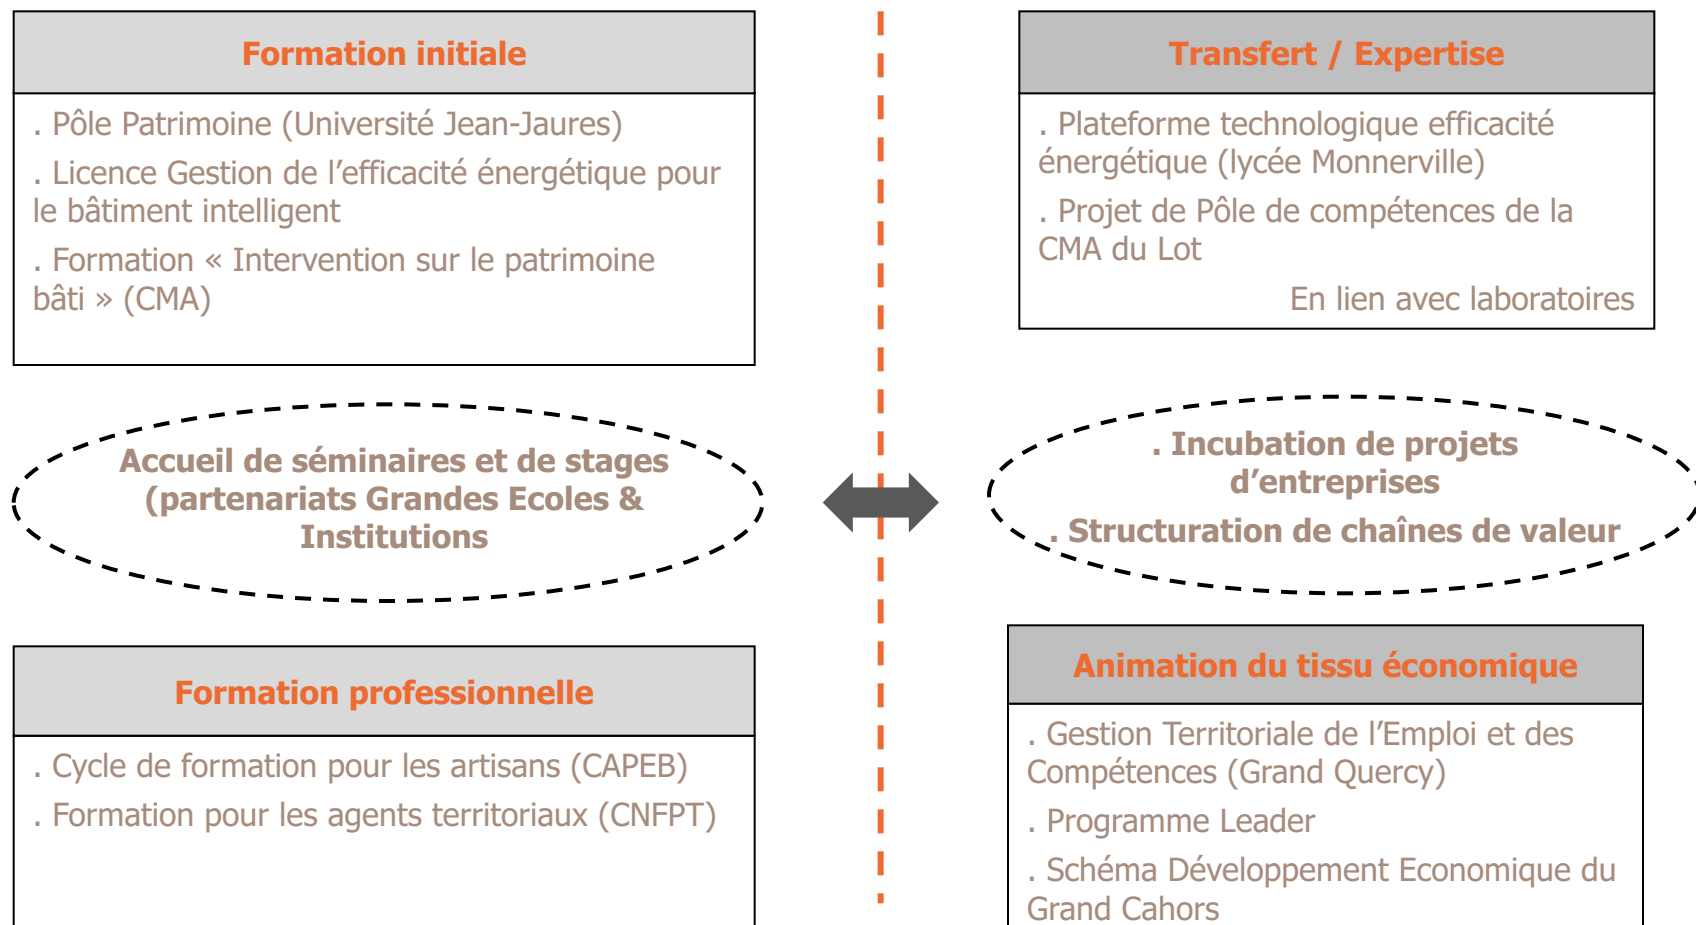 Formation initiale
. Pôle Patrimoine (Université Jean-Jaures)
. Licence Gestion de l’efficacité énergétique pour
le bâtiment intelligent
. Formation « Intervention sur le patrimoine
bâti » (CMA)
Accueil de séminaires et de stages
(partenariats Grandes Ecoles &
Institutions
Formation professionnelle
. Cycle de formation pour les artisans (CAPEB)
. Formation pour les agents territoriaux (CNFPT)
Transfert / Expertise
. Plateforme technologique efficacité
énergétique (lycée Monnerville)
. Projet de Pôle de compétences de la
CMA du Lot
En lien avec laboratoires
. Incubation de projets
d’entreprises
. Structuration de chaînes de valeur
Animation du tissu économique
. Gestion Territoriale de l’Emploi et des
Compétences (Grand Quercy)
. Programme Leader
. Schéma Développement Economique du
Grand Cahors